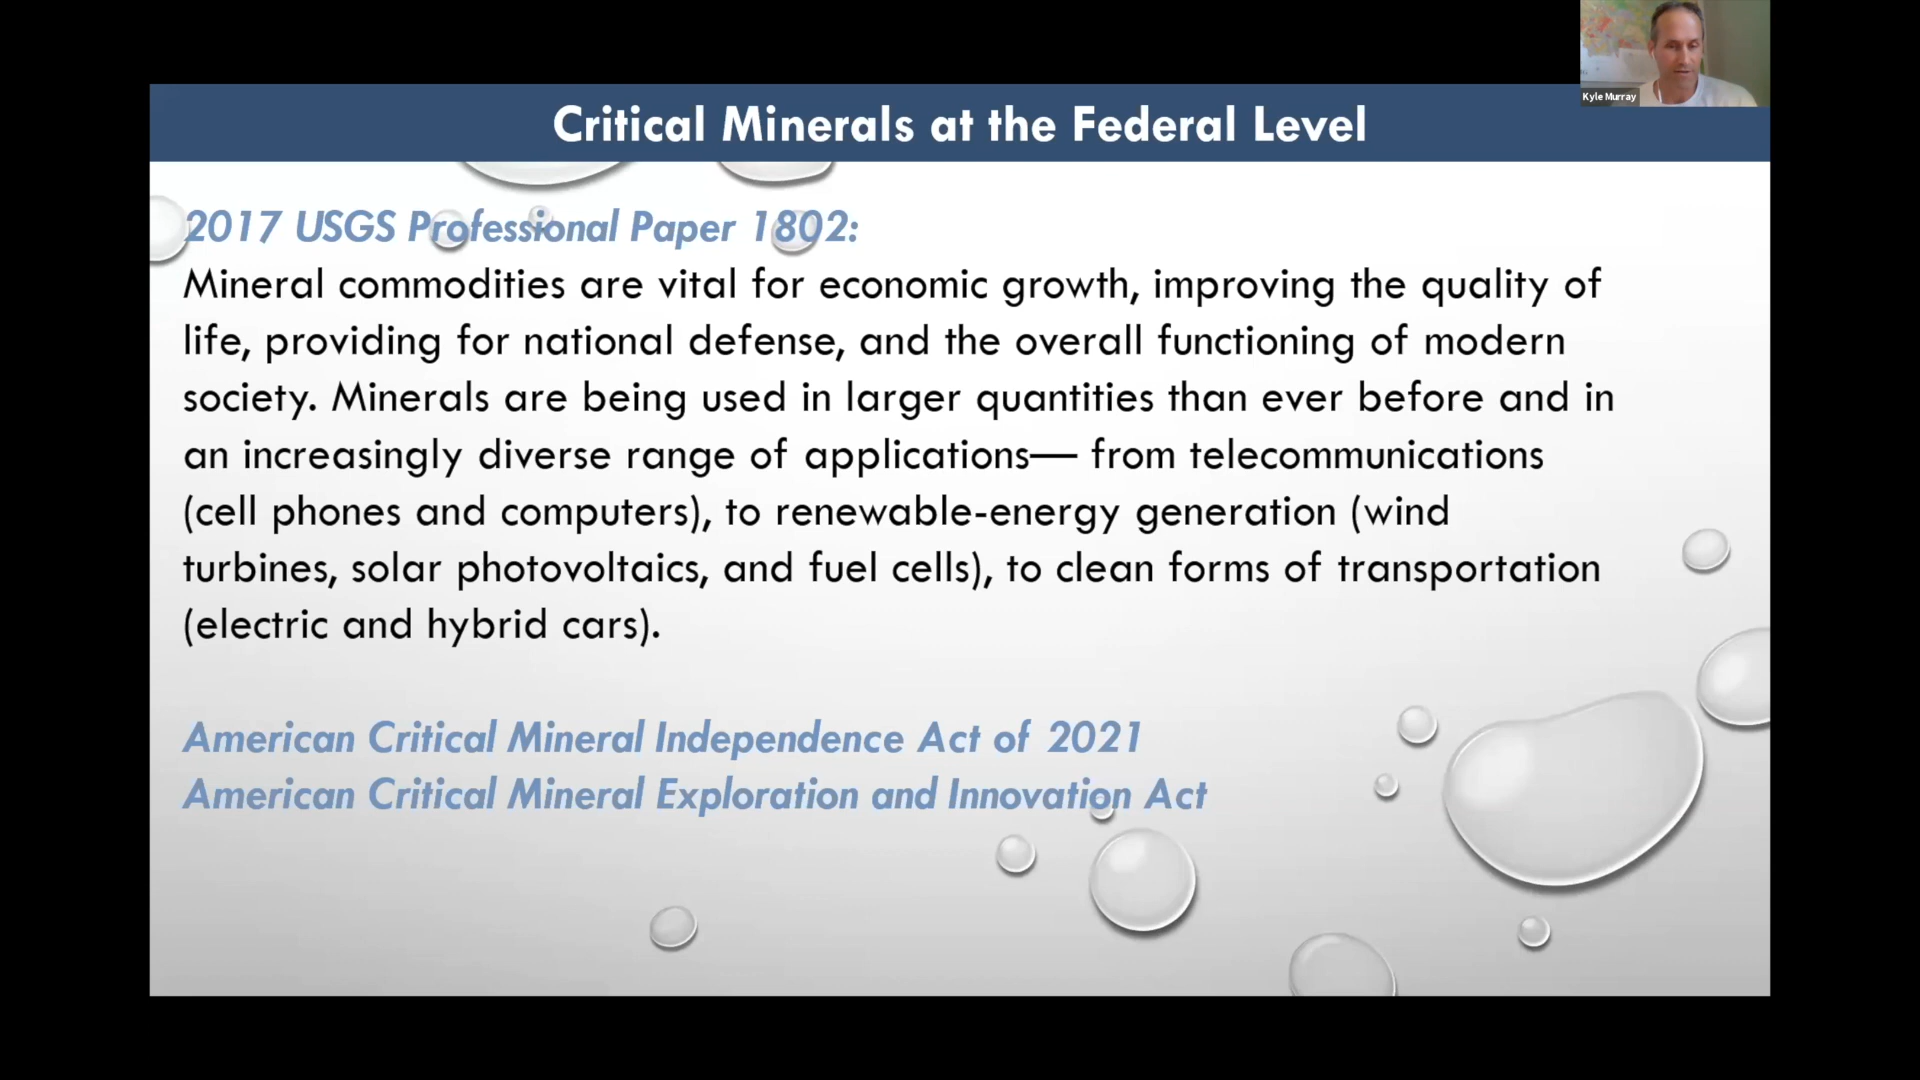 Kyle Murray
Critical Minerals at the Federal Level
2017 USGS Professional Paper 1802:
Mineral commodities are vital for economic growth, improving the quality of
life, providing for national defense, and the overall functioning of modern
society. Minerals are being used in larger quantities than ever before and in
an increasingly diverse range of applications— from telecommunications
(cell phones and computers), to renewable-energy generation (wind
turbines, solar photovoltaics, and fuel cells), to clean forms of transportation
(electric and hybrid cars).
American Critical Mineral Independence Act of 2021
American Critical Mineral Exploration and Innovation Act